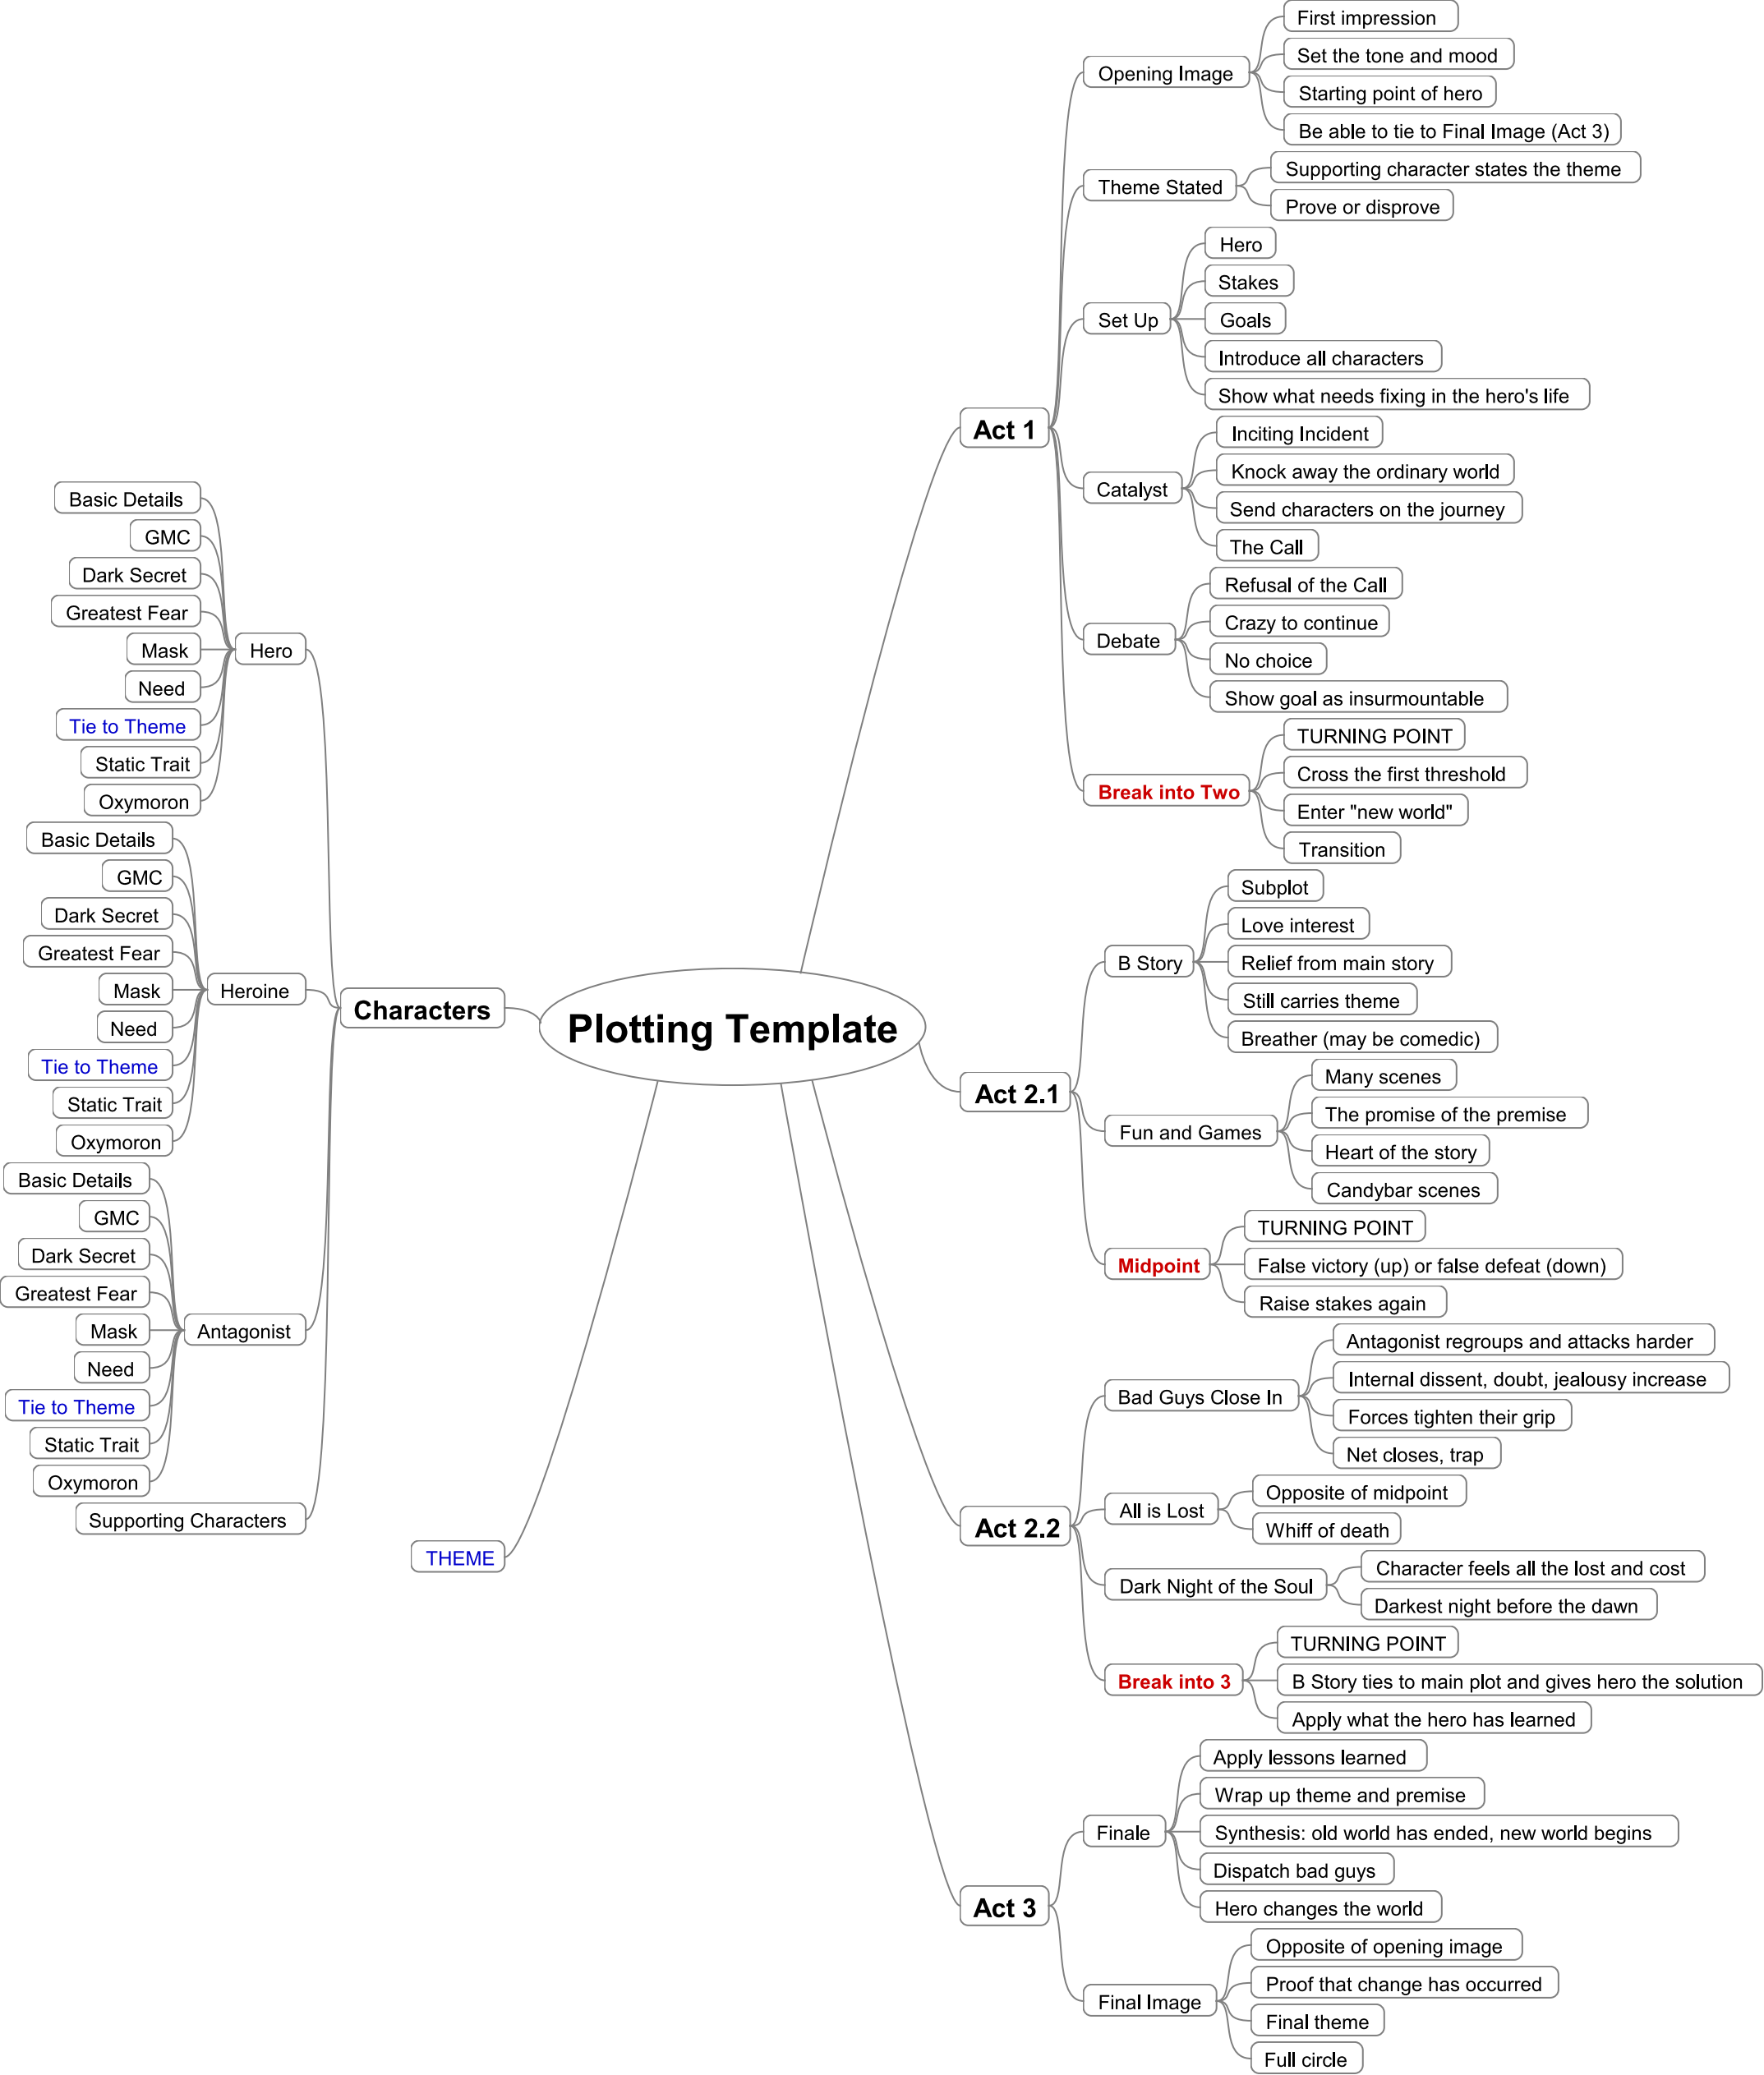 Plotting Template
Act 1
Opening Image
First impression
Set the tone and mood
Starting point of hero
Be able to tie to Final Image (Act 3)
Theme Stated
Supporting character states the theme
Prove or disprove
Set Up
Hero
Stakes
Goals
Introduce all characters
Show what needs fixing in the hero's life
Catalyst
Inciting Incident
Knock away the ordinary world
Send characters on the journey
The Call
Debate
Refusal of the Call
Crazy to continue
No choice
Show goal as insurmountable
Break into Two
TURNING POINT
Cross the first threshold
Enter "new world"
Transition
Act 2.1
B Story
Subplot
Love interest
Relief from main story
Still carries theme
Breather (may be comedic)
Fun and Games
Many scenes
The promise of the premise
Heart of the story
Candybar scenes
Midpoint
TURNING POINT
False victory (up) or false defeat (down)
Raise stakes again
Act 2.2
Bad Guys Close In
Antagonist regroups and attacks harder
Internal dissent, doubt, jealousy increase
Forces tighten their grip
Net closes, trap
All is Lost
Opposite of midpoint
Whiff of death
Dark Night of the Soul
Character feels all the lost and cost
Darkest night before the dawn
Break into 3
TURNING POINT
B Story ties to main plot and gives hero the solution
Apply what the hero has learned
Act 3
Finale
Apply lessons learned
Wrap up theme and premise
Synthesis: old world has ended, new world begins
Dispatch bad guys
Hero changes the world
Final Image
Opposite of opening image
Proof that change has occurred
Final theme
Full circle
Characters
Hero
Basic Details
GMC
Dark Secret
Greatest Fear
Mask
Need
Tie to Theme
Static Trait
Oxymoron
Heroine
Basic Details
GMC
Dark Secret
Greatest Fear
Mask
Need
Tie to Theme
Static Trait
Oxymoron
Antagonist
Basic Details
GMC
Dark Secret
Greatest Fear
Mask
Need
Tie to Theme
Static Trait
Oxymoron
Supporting Characters
THEME